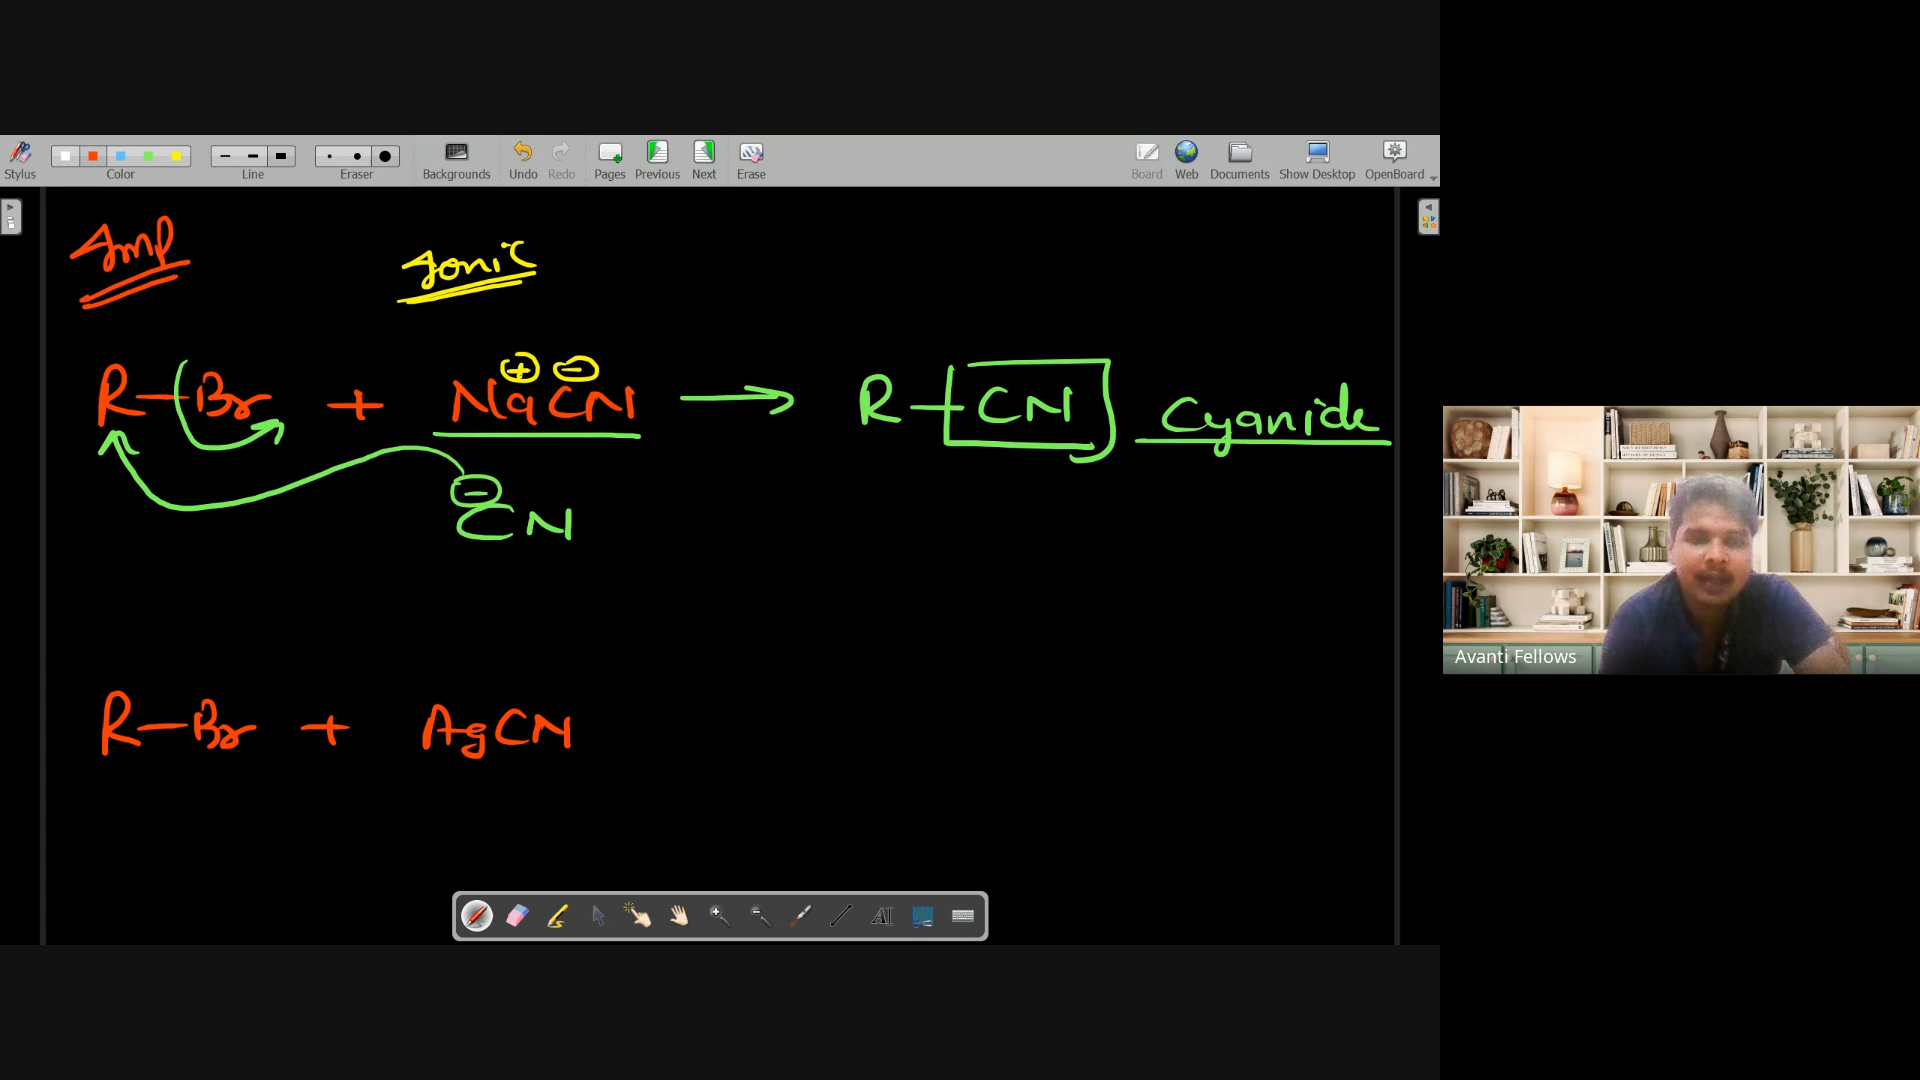 Stylus Color Line Eraser Backgrounds Undo Redo Pages Previous Next Erase Board Web Documents Show Desktop OpenBoard
Imp
Ionic
R-Br + Na⊕CN⊖ ⟶ R-CN Cyanide
⊖CN
R-Br + AgCN
Avanti Fellows